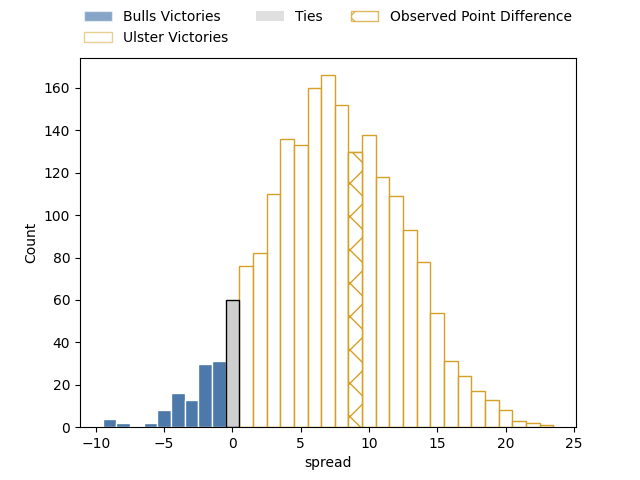 Bulls Victories Ties Observed Point Difference
Ulster Victories
160
140
120
100
80
60
40
20
0
Count
−10 −5 0 5 10 15 20 25
spread